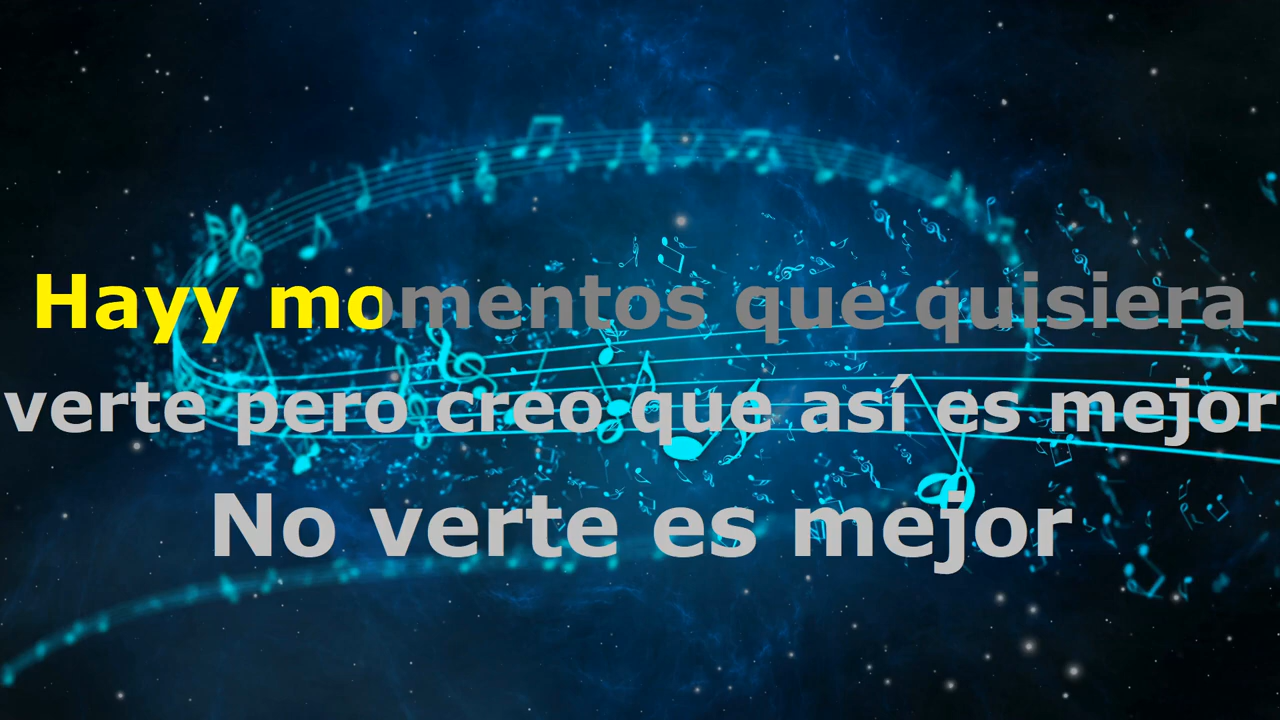 Hayy momentos que quisiera
verte pero creo que así es mejor
No verte es mejor